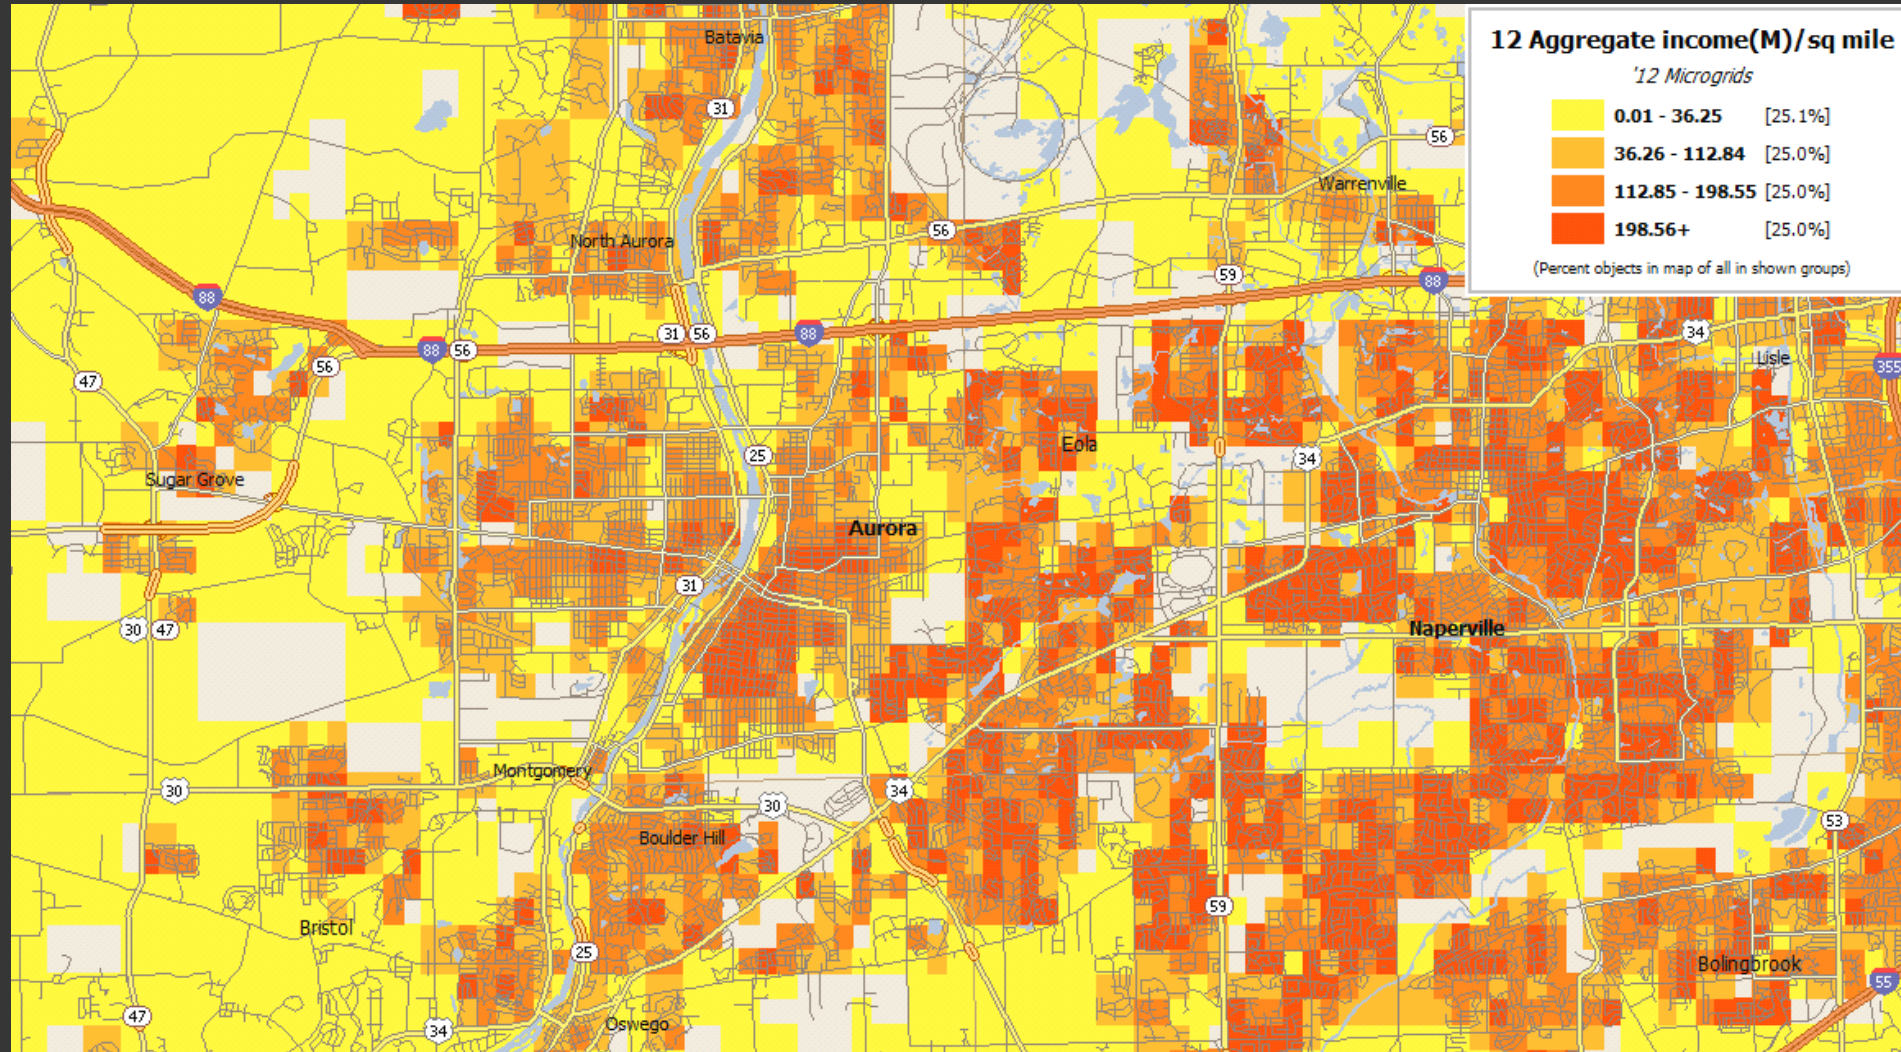 12 Aggregate income(M)/sq mile
'12 Microgrids
0.01 - 36.25 [25.1%]
36.26 - 112.84 [25.0%]
112.85 - 198.55 [25.0%]
198.56+ [25.0%]
(Percent objects in map of all in shown groups)
Batavia
31
56
Warrenville
56
North Aurora
59
88
88
31 56
88
34
88 56
Lisle
56
355
47
Eola
25
34
Sugar Grove
Aurora
31
30 47
Naperville
Montgomery
30
34
30
53
Boulder Hill
59
Bristol
25
Bolingbrook
55
47
34
Oswego